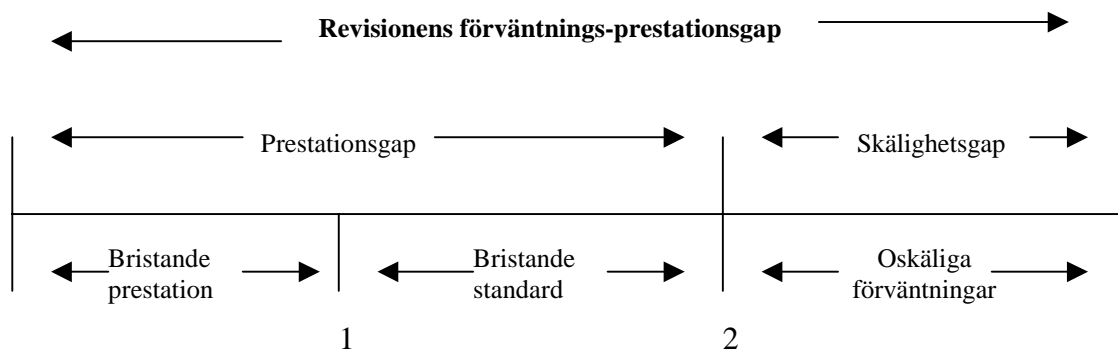 Revisionens förväntnings-prestationsgap
Prestationsgap
Skälighetsgap
Bristande
prestation
Bristande
standard
Oskäliga
förväntningar
1
2